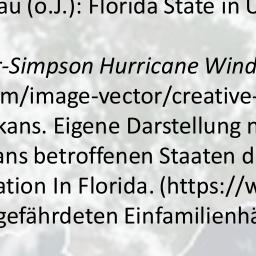 au (o.J.): Florida State in U
r-Simpson Hurricane Wind
m/image-vector/creative-
kans. Eigene Darstellung n
ans betroffenen Staaten d
ation In Florida. (https://w
gefährdeten Einfamilienhä